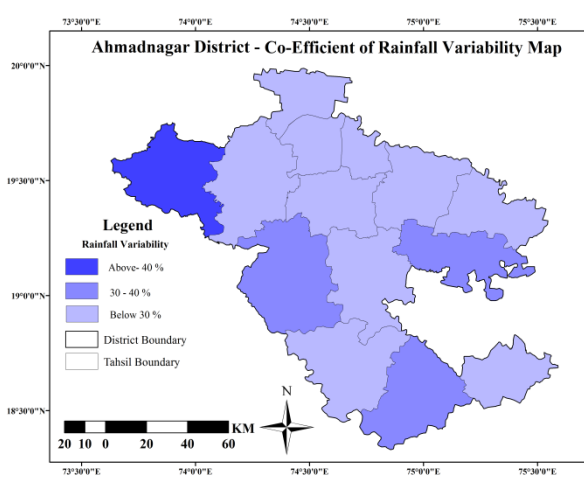 73°30'0"E 74°0'0"E 74°30'0"E 75°0'0"E 75°30'0"E
Ahmadnagar District - Co-Efficient of Rainfall Variability Map
20°0'0"N
19°30'0"N
19°0'0"N
18°30'0"N
Legend
Rainfall Variability
Above- 40 %
30 - 40%
Below 30 %
District Boundary
Tahsil Boundary
N
KM
20 10 0 20 40 60
73°30'0"E 74°0'0"E 74°30'0"E 75°0'0"E 75°30'0"E